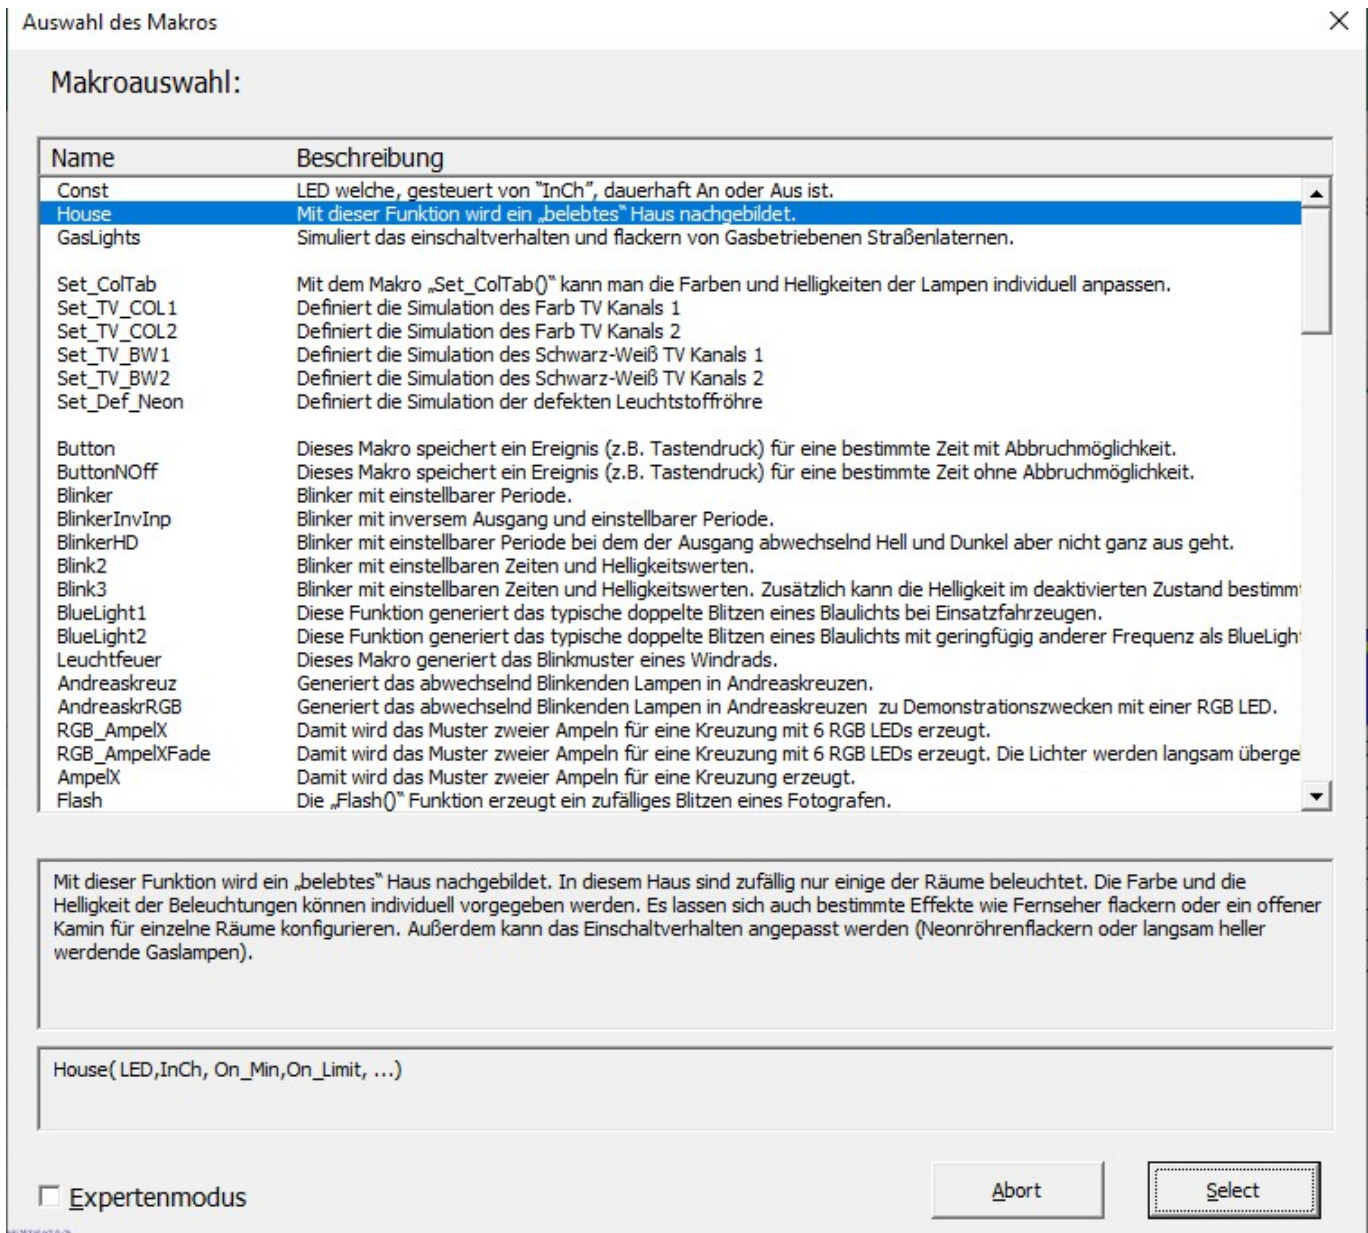 Auswahl des Makros
Makroauswahl:
Name Beschreibung
Const LED welche, gesteuert von "InCh", dauerhaft An oder Aus ist.
House Mit dieser Funktion wird ein „belebtes“ Haus nachgebildet.
GasLights Simuliert das einschaltverhalten und flackern von Gasbetriebenen Straßenlaternen.
Set_ColTab Mit dem Makro „Set_ColTab()“ kann man die Farben und Helligkeiten der Lampen individuell anpassen.
Set_TV_COL1 Definiert die Simulation des Farb TV Kanals 1
Set_TV_COL2 Definiert die Simulation des Farb TV Kanals 2
Set_TV_BW1 Definiert die Simulation des Schwarz-Weiß TV Kanals 1
Set_TV_BW2 Definiert die Simulation des Schwarz-Weiß TV Kanals 2
Set_Def_Neon Definiert die Simulation der defekten Leuchtstoffröhre
Button Dieses Makro speichert ein Ereignis (z.B. Tastendruck) für eine bestimmte Zeit mit Abbruchmöglichkeit.
ButtonNOff Dieses Makro speichert ein Ereignis (z.B. Tastendruck) für eine bestimmte Zeit ohne Abbruchmöglichkeit.
Blinker Blinker mit einstellbarer Periode.
BlinkerInvInp Blinker mit inversem Ausgang und einstellbarer Periode.
BlinkerHD Blinker mit einstellbarer Periode bei dem der Ausgang abwechselnd Hell und Dunkel aber nicht ganz aus geht.
Blink2 Blinker mit einstellbaren Zeiten und Helligkeitswerten.
Blink3 Blinker mit einstellbaren Zeiten und Helligkeitswerten. Zusätzlich kann die Helligkeit im deaktivierten Zustand bestimm
BlueLight1 Diese Funktion generiert das typische doppelte Blitzen eines Blaulichts bei Einsatzfahrzeugen.
BlueLight2 Diese Funktion generiert das typische doppelte Blitzen eines Blaulichts mit geringfügig anderer Frequenz als BlueLigh
Leuchtfeuer Dieses Makro generiert das Blinkmuster eines Windrads.
Andreaskreuz Generiert das abwechselnd Blinkenden Lampen in Andreaskreuzen.
AndreaskrRGB Generiert das abwechselnd Blinkenden Lampen in Andreaskreuzen zu Demonstrationszwecken mit einer RGB LED.
RGB_AmpelX Damit wird das Muster zweier Ampeln für eine Kreuzung mit 6 RGB LEDs erzeugt.
RGB_AmpelXFade Damit wird das Muster zweier Ampeln für eine Kreuzung mit 6 RGB LEDs erzeugt. Die Lichter werden langsam überge
AmpelX Damit wird das Muster zweier Ampeln für eine Kreuzung erzeugt.
Flash Die „Flash()“ Funktion erzeugt ein zufälliges Blitzen eines Fotografen.
Mit dieser Funktion wird ein „belebtes“ Haus nachgebildet. In diesem Haus sind zufällig nur einige der Räume beleuchtet. Die Farbe und die
Helligkeit der Beleuchtungen können individuell vorgegeben werden. Es lassen sich auch bestimmte Effekte wie Fernseher flackern oder ein offener
Kamin für einzelne Räume konfigurieren. Außerdem kann das Einschaltverhalten angepasst werden (Neonröhrenflackern oder langsam heller
werdende Gaslampen).
House( LED,InCh, On_Min,On_Limit, ...)
Expertenmodus
Abort
Select